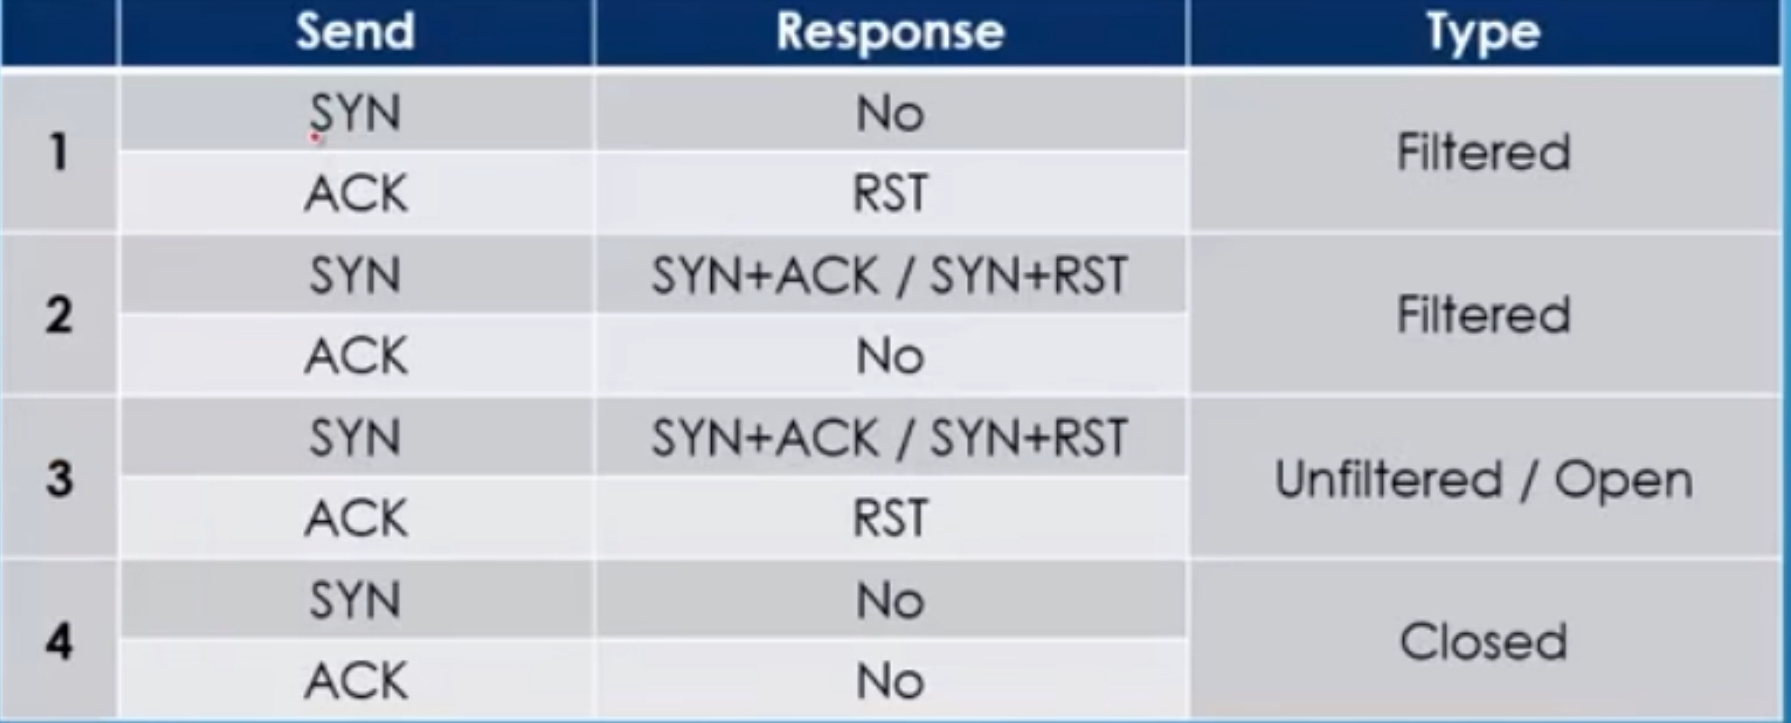 Send Response Type
1
SYN No
Filtered
ACK RST
2
SYN SYN+ACK / SYN+RST
Filtered
ACK No
3
SYN SYN+ACK / SYN+RST
Unfiltered / Open
ACK RST
4
SYN No
Closed
ACK No